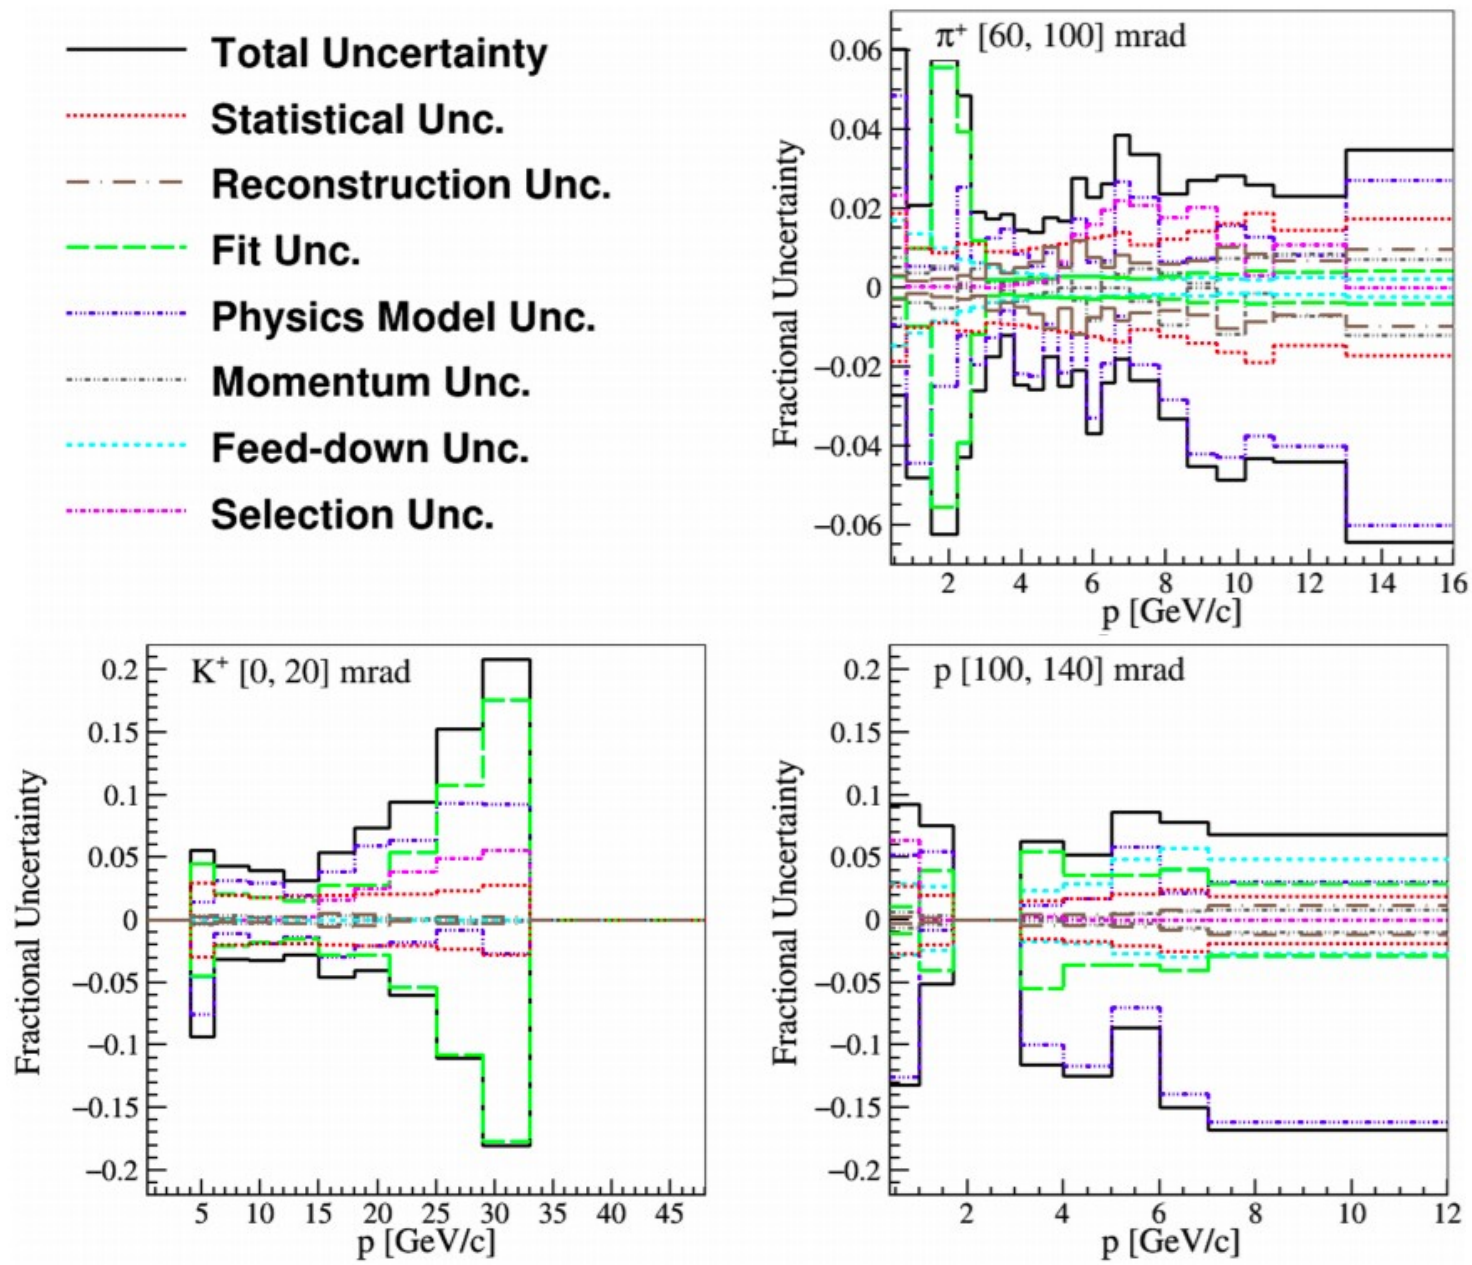 Total Uncertainty
Statistical Unc.
Reconstruction Unc.
Fit Unc.
Physics Model Unc.
Momentum Unc.
Feed-down Unc.
Selection Unc.
π⁺ [60, 100] mrad
Fractional Uncertainty
0.06
0.04
0.02
0
−0.02
−0.04
−0.06
2 4 6 8 10 12 14 16
p [GeV/c]
K⁺ [0, 20] mrad
Fractional Uncertainty
0.2
0.15
0.1
0.05
0
−0.05
−0.1
−0.15
−0.2
5 10 15 20 25 30 35 40 45
p [GeV/c]
p [100, 140] mrad
Fractional Uncertainty
0.2
0.15
0.1
0.05
0
−0.05
−0.1
−0.15
−0.2
2 4 6 8 10 12
p [GeV/c]